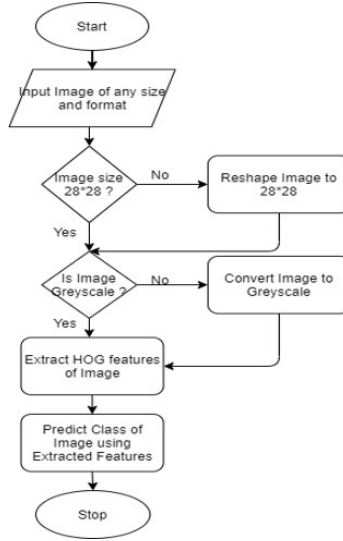 Start
Input Image of any size
and format
Image size
28*28 ?
No
Reshape Image to
28*28
Yes
Is Image
Greyscale ?
No
Convert Image to
Greyscale
Yes
Extract HOG features
of Image
Predict Class of
Image using
Extracted Features
Stop